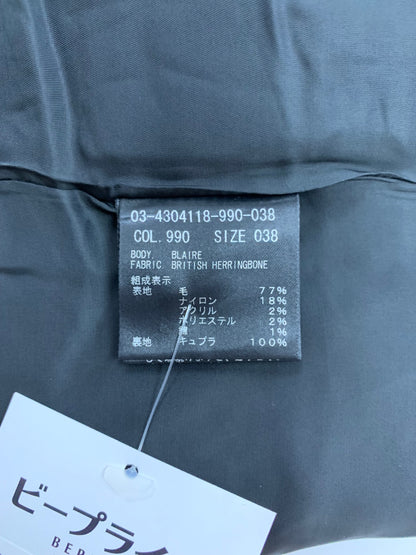 03-4304118-990-038
COL. 990 SIZE 038
BODY. BLAIRE
FABRIC BRITISH HERRINGBONE
組成表示
表地 毛 77%
ナイロン 18%
アクリル 2%
ポリエステル 2%
1%
裏地 キュプラ 100%
ビープライ
BEP